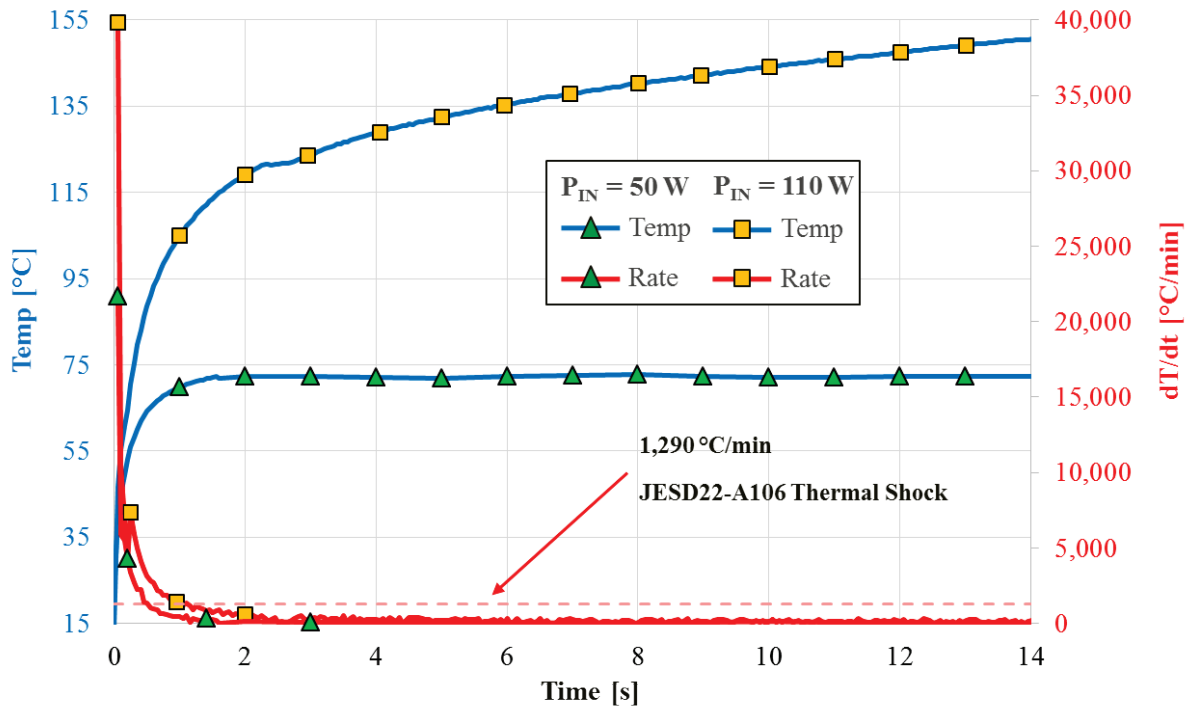 155
135
115
95
75
55
35
15
Temp [°C]
40,000
35,000
30,000
25,000
20,000
15,000
10,000
5,000
0
dT/dt [°C/min]
P_IN = 50 W P_IN = 110 W
Temp Temp
Rate Rate
1,290 °C/min
JESD22-A106 Thermal Shock
0 2 4 6 8 10 12 14
Time [s]